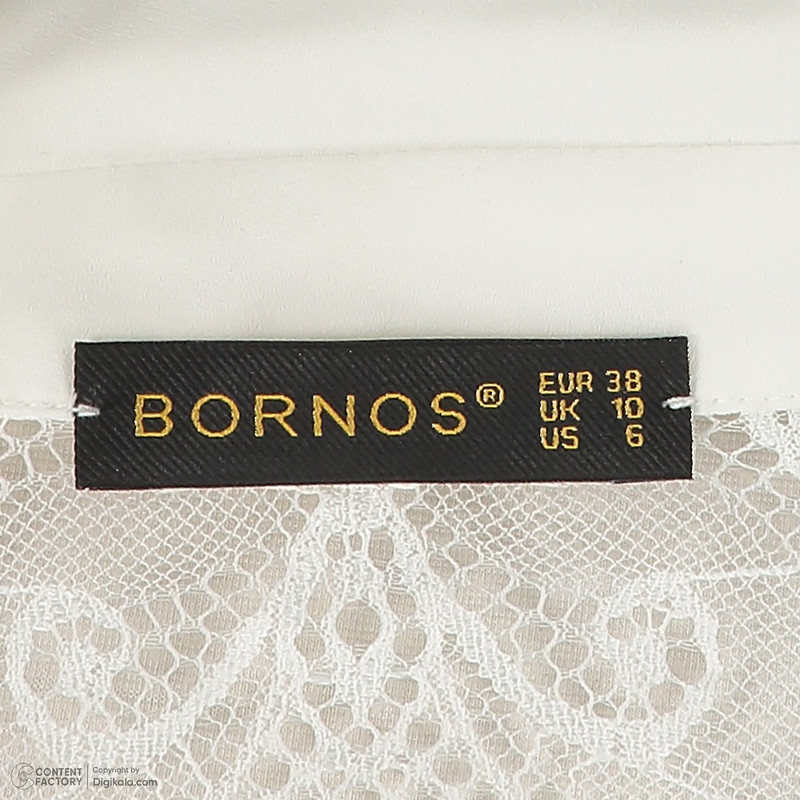 BORNOS®
EUR 38
UK 10
US 6
CONTENT FACTORY
Copyright by
Digikala.com